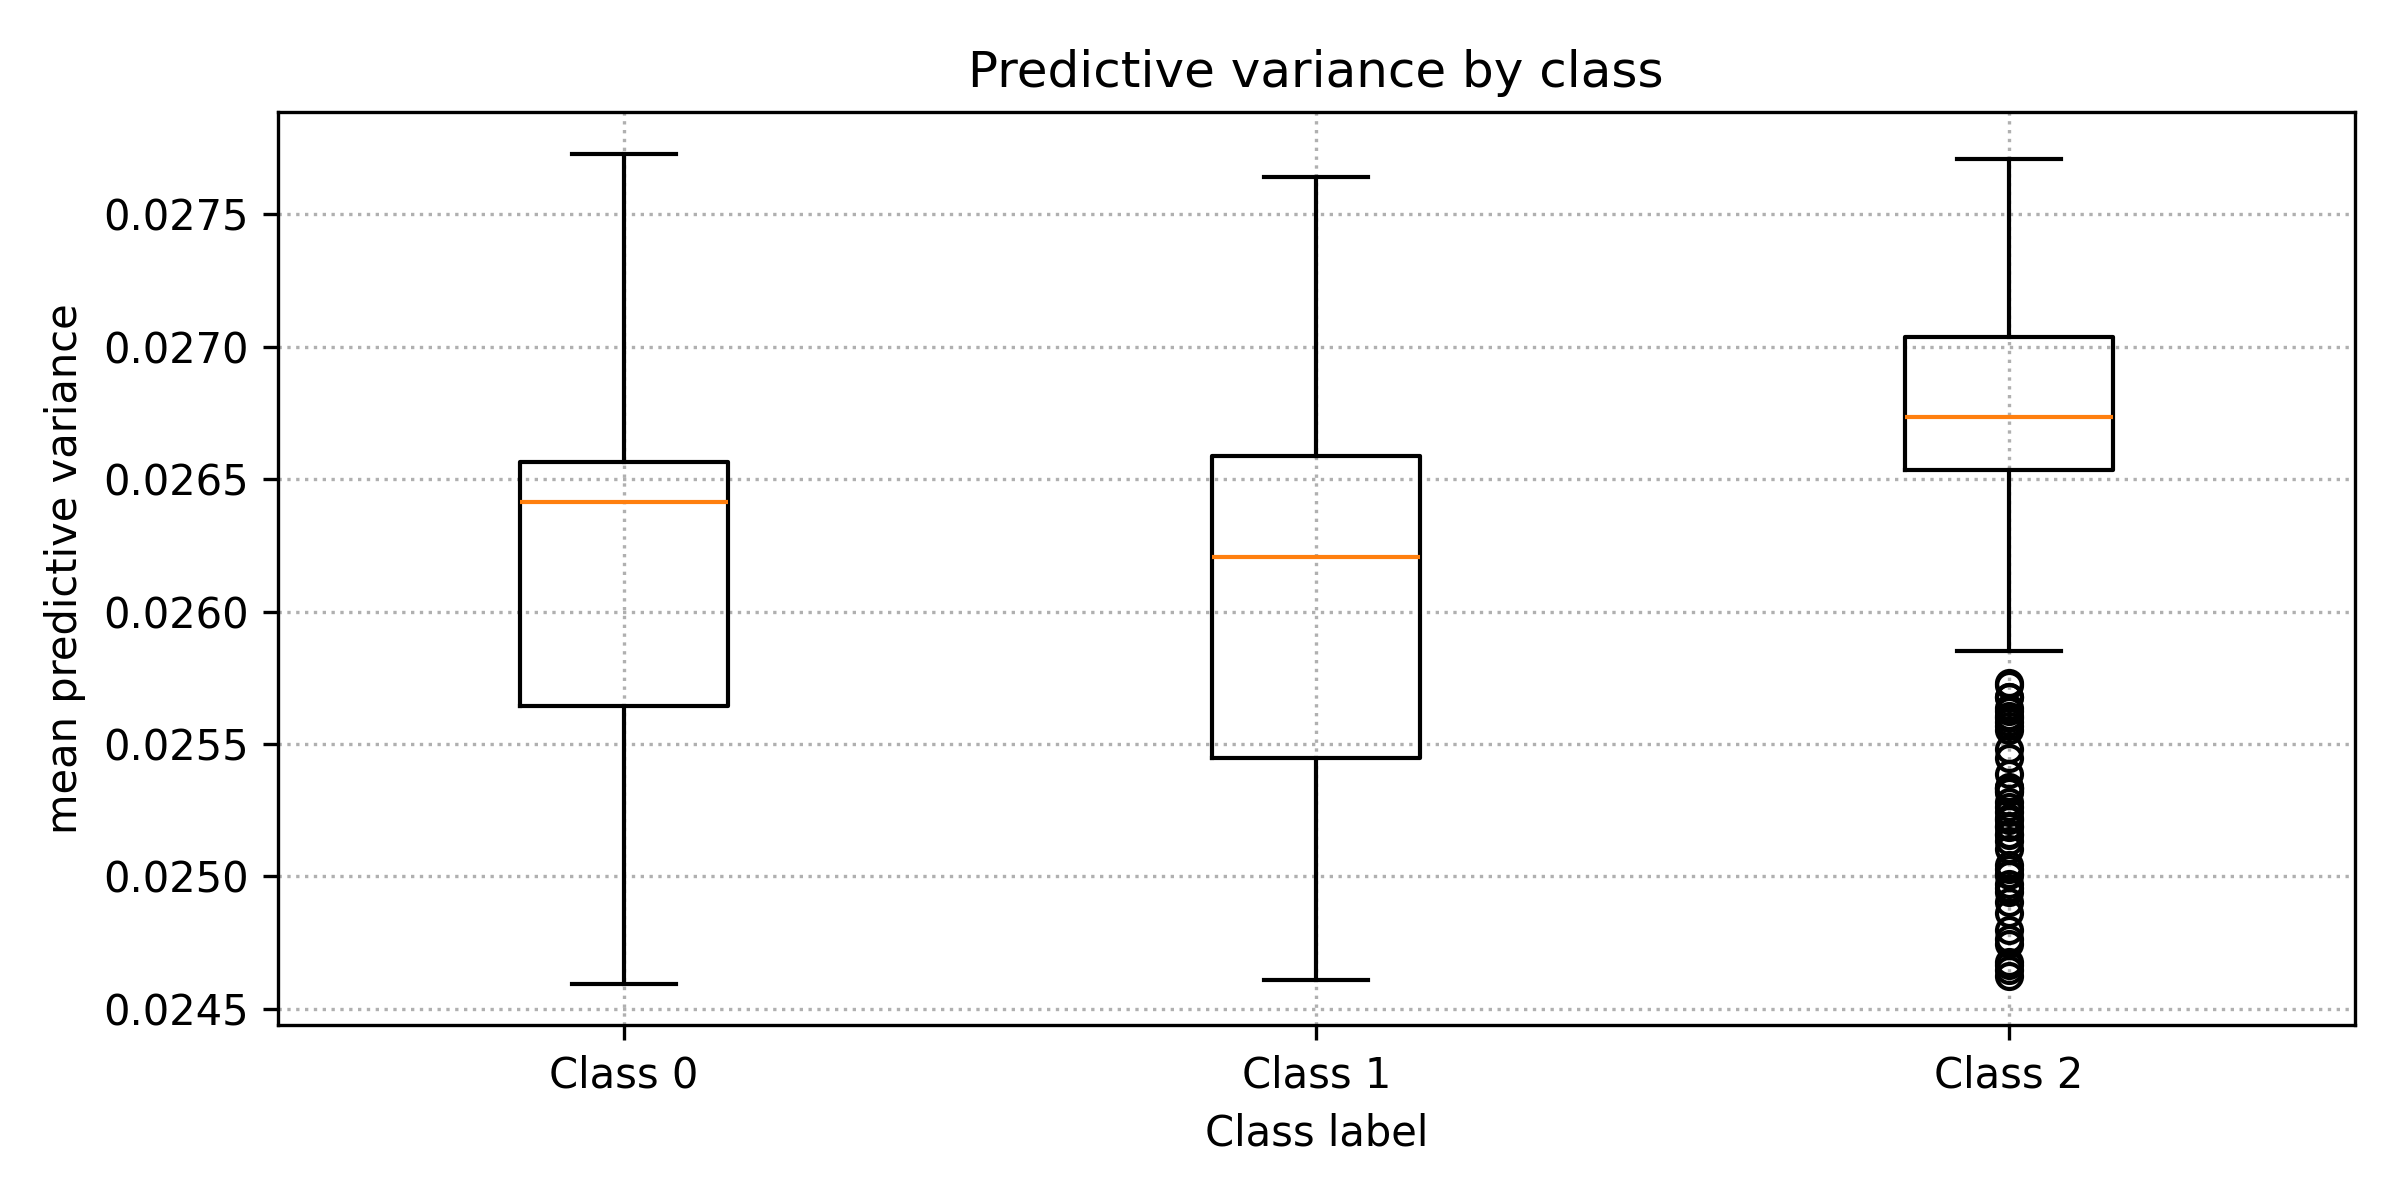 Predictive variance by class
mean predictive variance
0.0275
0.0270
0.0265
0.0260
0.0255
0.0250
0.0245
Class 0
Class 1
Class 2
Class label